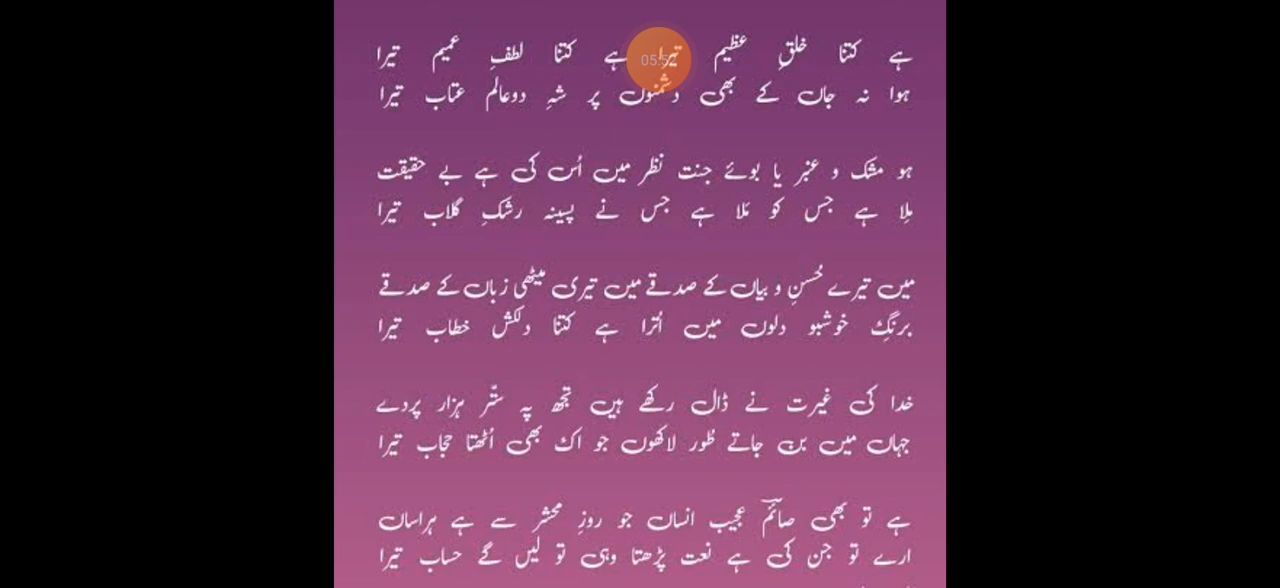 ہے کتنا خلقِ عظیم تیرا ہے کتنا لطفِ عمیم تیرا
ہوا نہ جاں کے بھی دشمنوں پر شہِ دوعالم عتاب تیرا
ہو مشک و عنبر یا بوئے جنت نظر میں اُس کی ہے بے حقیقت
مِلا ہے جس کو مَلا ہے جس نے پسینہ رشکِ گلاب تیرا
میں تیرے حُسنِ و بیاں کے صدقے میں تیری میٹھی زباں کے صدقے
برنگِ خوشبو دلوں میں اُترا ہے کتنا دلکش خطاب تیرا
خدا کی غیرت نے ڈال رکھے ہیں تجھ پہ ستّر ہزار پردے
جہاں میں بن جاتے طُور لاکھوں جو اک بھی اُٹھتا حجاب تیرا
ہے تو بھی صائمؔ عجیب انساں جو روزِ محشر سے ہے ہراساں
ارے تو جن کی ہے نعت پڑھتا وہی تو لیں گے حساب تیرا